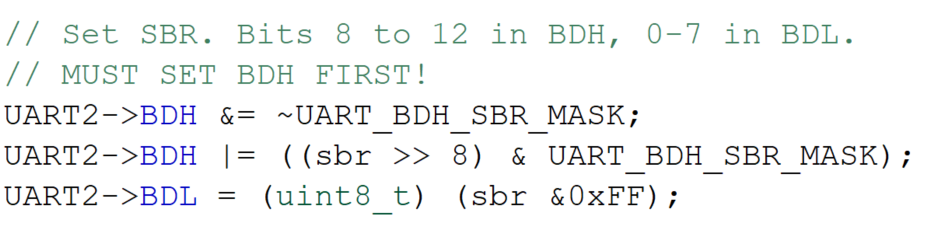 // Set SBR. Bits 8 to 12 in BDH, 0-7 in BDL.
// MUST SET BDH FIRST!
UART2->BDH &= ~UART_BDH_SBR_MASK;
UART2->BDH |= ((sbr >> 8) & UART_BDH_SBR_MASK);
UART2->BDL = (uint8_t) (sbr &0xFF);